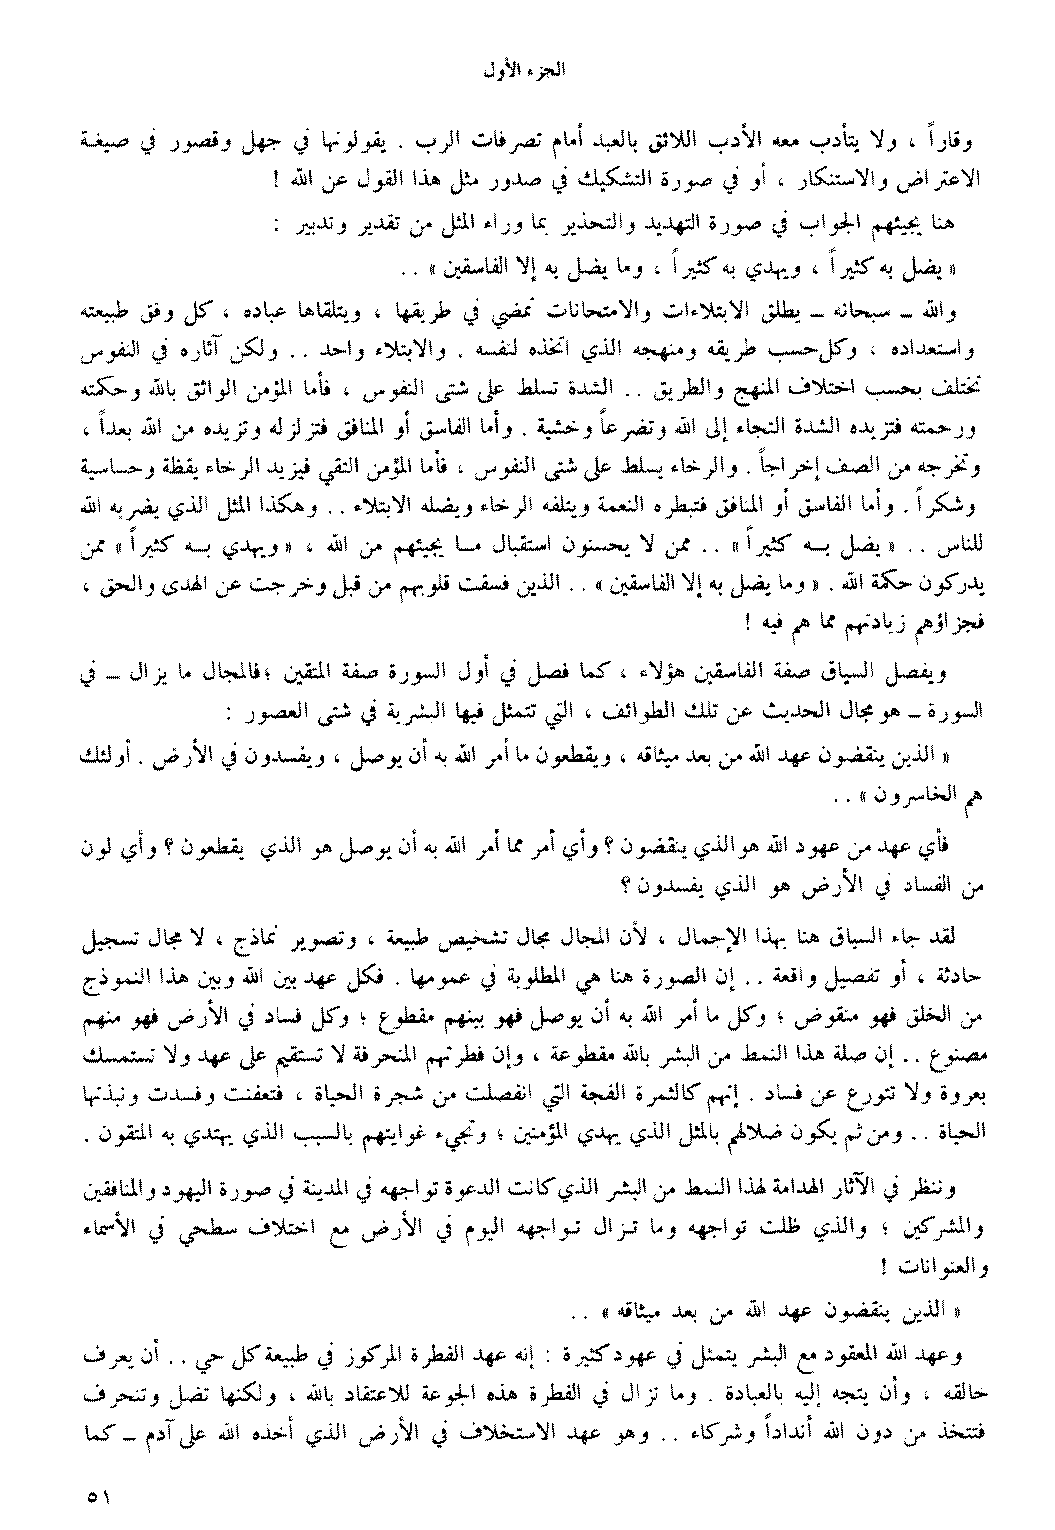 الجزء الأول
وقاراً ، ولا يتأدب معه الأدب اللائق بالعبد أمام تصرفات الرب . يقولونها في جهل وقصور في صيغة
الاعتراض والاستنكار ، أو في صورة التشكيك في صدور مثل هذا القول عن الله !
هنا يجيئهم الجواب في صورة التهديد والتحذير بما وراء المثل من تقدير وتدبير :
« يضل به كثيراً ، ويهدي به كثيراً ، وما يضل به إلا الفاسقين » ..
والله – سبحانه – يطلق الابتلاءات والامتحانات تمضي في طريقها ، ويتلقاها عباده ، كل وفق طبيعته
واستعداده ، وكل حسب طريقه ومنهجه الذي اتخذه لنفسه . والابتلاء واحد .. ولكن آثاره في النفوس
تختلف بحسب اختلاف المنهج والطريق .. الشدة تسلط على شتى النفوس ، فأما المؤمن الواثق بالله وحكمته
ورحمته فتزيده الشدة التجاء إلى الله وتضرعاً وخشية . وأما الفاسق أو المنافق فتزلزله وتزيده من الله بعداً ،
وتخرجه من الصف إخراجاً . والرخاء يسلط على شتى النفوس ، فأما المؤمن التقي فيزيد الرخاء يقظة وحساسية
وشكراً . وأما الفاسق أو المنافق فتبطره النعمة ويتلفه الرخاء ويضله الابتلاء .. وهكذا المثل الذي يضربه الله
للناس .. « يضل بـه كثيراً » .. ممن لا يحسنون استقبال مـا يجيئهم من الله ، « ويهدي بـه كثيراً » ممن
يدركون حكمة الله . « وما يضل به إلا الفاسقين » .. الذين فسقت قلوبهم من قبل وخرجت عن الهدى والحق ،
فجزاؤهم زيادتهم مما هم فيه !
ويفصل السياق صفة الفاسقين هؤلاء ، كما فصل في أول السورة صفة المتقين ؛ فالمجال ما يزال – في
السورة – هو مجال الحديث عن تلك الطوائف ، التي تتمثل فيها البشرية في شتى العصور :
« الذين ينقضون عهد الله من بعد ميثاقه ، ويقطعون ما أمر الله به أن يوصل ، ويفسدون في الأرض . أولئك
هم الخاسرون » ..
فأي عهد من عهود الله هو الذي ينقضون ؟ وأي أمر مما أمر الله به أن يوصل هو الذي يقطعون ؟ وأي لون
من الفساد في الأرض هو الذي يفسدون ؟
لقد جاء السياق هنا بهذا الإجمال ، لأن المجال مجال تشخيص طبيعة ، وتصوير نماذج ، لا مجال تسجيل
حادثة ، أو تفصيل واقعة .. إن الصورة هنا هي المطلوبة في عمومها . فكل عهد بين الله وبين هذا النموذج
من الخلق فهو منقوض ؛ وكل ما أمر الله به أن يوصل فهو بينهم مقطوع ؛ وكل فساد في الأرض فهو منهم
مصنوع .. إن صلة هذا النمط من البشر بالله مقطوعة ، وإن فطرتهم المنحرفة لا تستقيم على عهد ولا تستمسك
بعروة ولا تتورع عن فساد . إنهم كالثمرة الفجة التي انفصلت من شجرة الحياة ، فتعفنت وفسدت ونبذتها
الحياة .. ومن ثم يكون ضلالهم بالمثل الذي يهدي المؤمنين ؛ وتجيء غوايتهم بالسبب الذي يهتدي به المتقون .
وننظر في الآثار الهدامة لهذا النمط من البشر الذي كانت الدعوة تواجهه في المدينة في صورة اليهود والمنافقين
والمشركين ؛ والذي ظلت تواجهه وما تـزال تـواجهه اليوم في الأرض مع اختلاف سطحي في الأسماء
والعنوانات !
« الذين ينقضون عهد الله من بعد ميثاقه » ..
وعهد الله المعقود مع البشر يتمثل في عهود كثيرة : إنه عهد الفطرة المركوز في طبيعة كل حي .. أن يعرف
خالقه ، وأن يتجه إليه بالعبادة . وما تزال في الفطرة هذه الجوعة للاعتقاد بالله ، ولكنها تضل وتنحرف
فتتخذ من دون الله أنداداً وشركاء .. وهو عهد الاستخلاف في الأرض الذي أخذه الله على آدم – كما
٥١